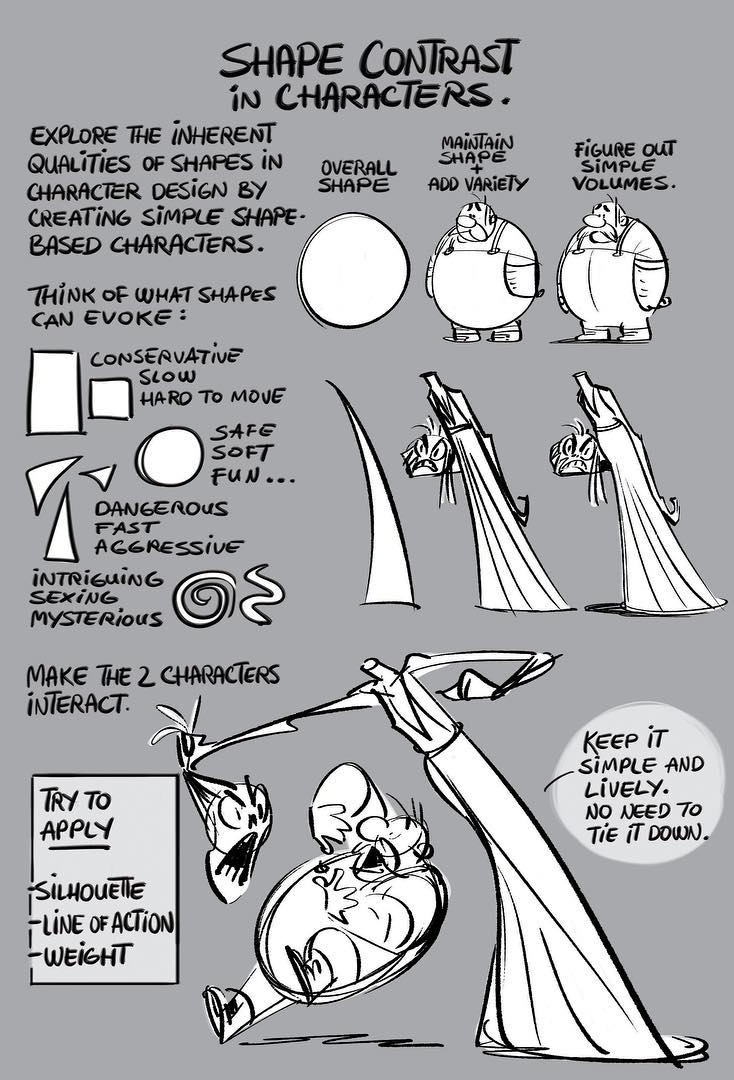 SHAPE CONTRAST
iN CHARACTERS.
EXPLORE THE iNHERENT
QUALITIES OF SHAPES iN
CHARACTER DESiGN BY
CREATiNG SiMPLE SHAPE-
BASED CHARACTERS.
OVERALL
SHAPE
MAiNTAiN
SHAPE
+
ADD VARiETY
FiGURE OUT
SiMPLE
VOLUMES.
THiNK OF WHAT SHAPES
CAN EVOKE:
CONSERVATiVE
SLOW
HARD TO MOVE
SAFE
SOFT
FUN...
DANGEROUS
FAST
AGGRESSiVE
iNTRiGUiNG
SEXiNG
MYSTERiOUS
MAKE THE 2 CHARACTERS
iNTERACT.
KEEP iT
SiMPLE AND
LiVELY.
NO NEED TO
TiE iT DOWN.
TRY TO
APPLY
-SiLHOUETTE
-LiNE OF ACTiON
-WEiGHT